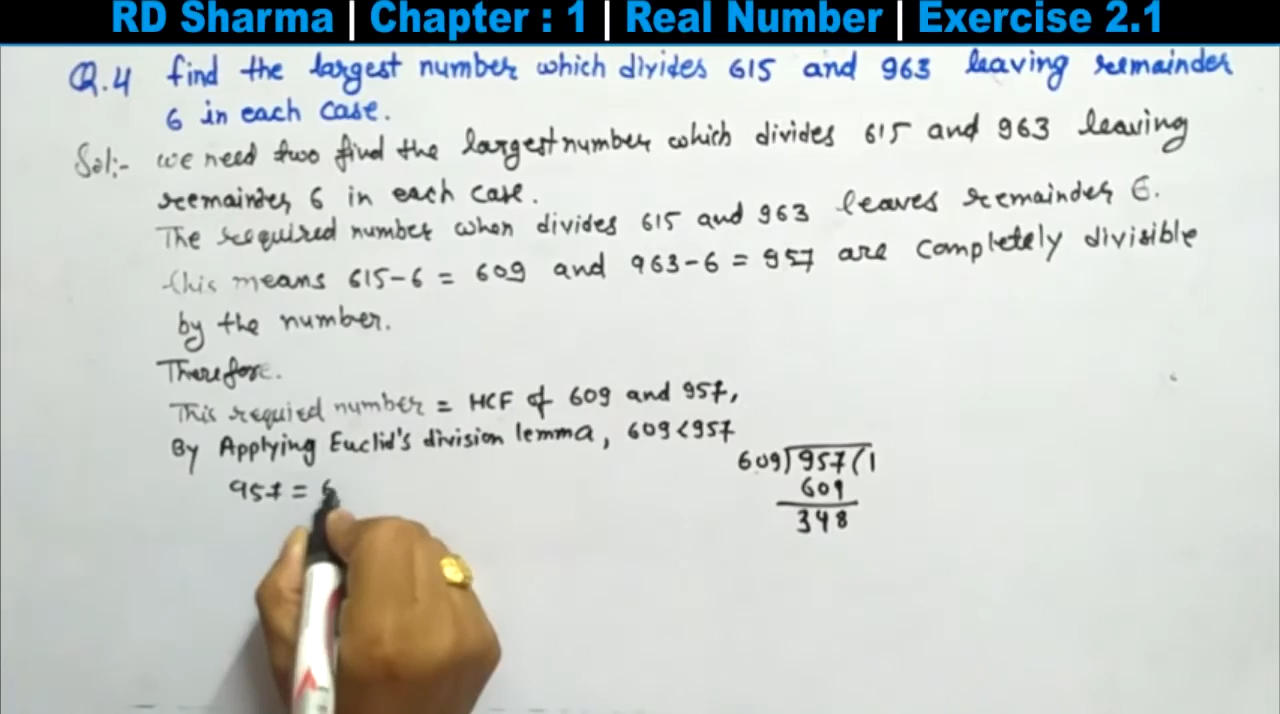 RD Sharma | Chapter : 1 | Real Number | Exercise 2.1
Q.4 find the largest number which divides 615 and 963 leaving remainder
6 in each case.
Sol:- we need two find the largest number which divides 615 and 963 leaving
remainder 6 in each case.
The required number when divides 615 and 963 leaves remainder 6.
this means 615-6 = 609 and 963-6 = 957 are completely divisible
by the number.
Therefore.
This requied number = HCF of 609 and 957,
By Applying Euclid's division lemma, 609<957
609)957(1
957 = 6
609
348